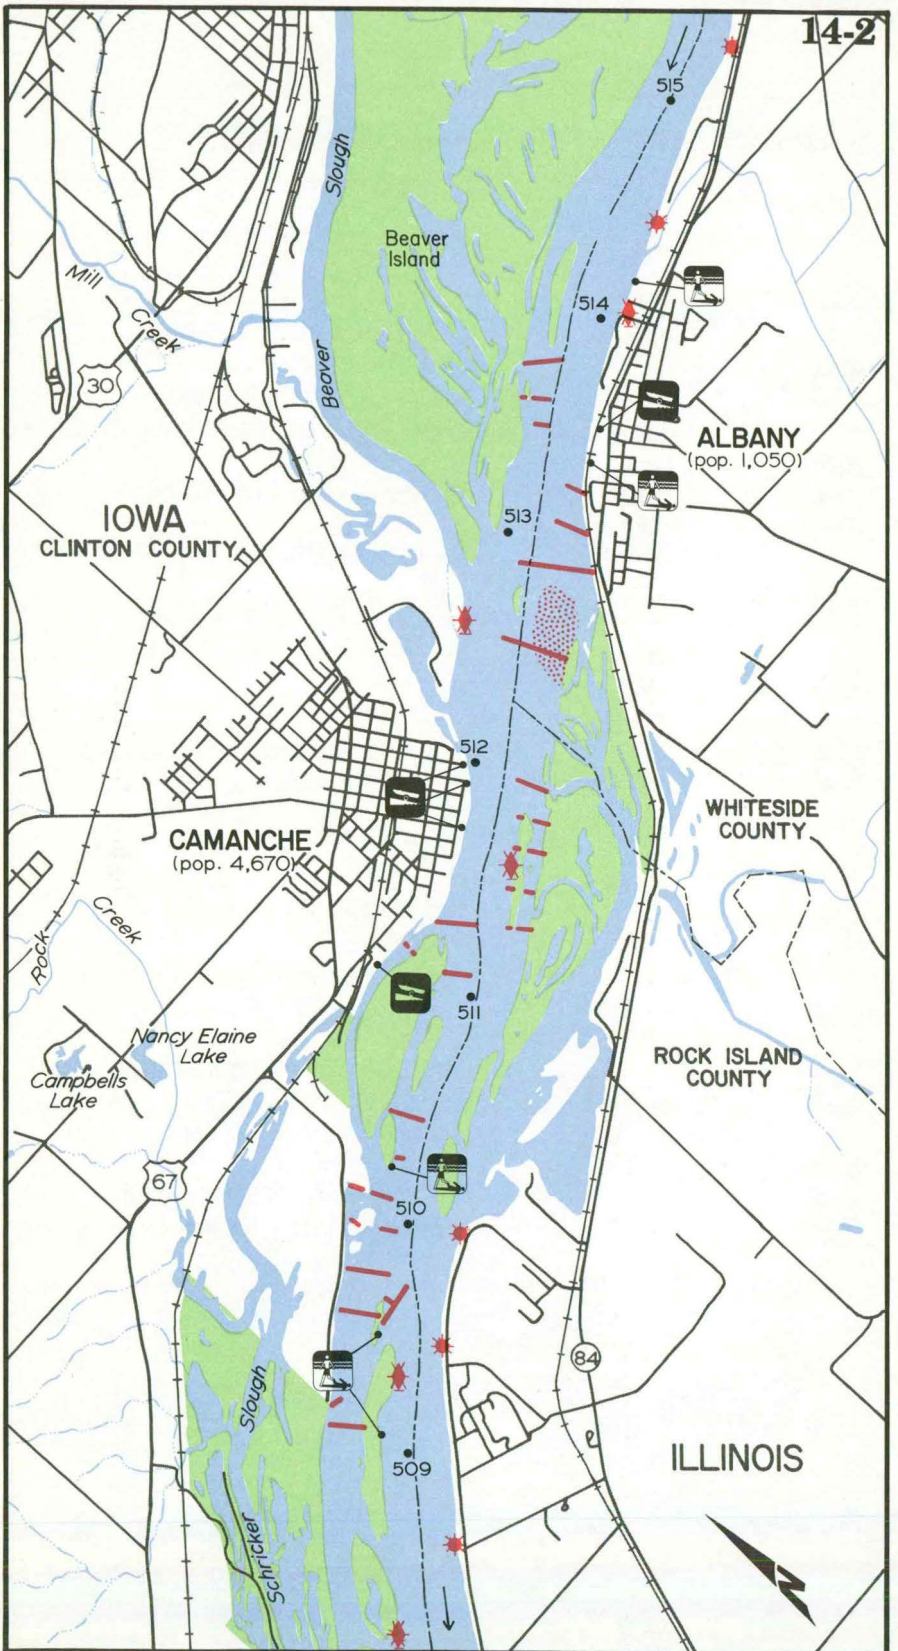 14-2
515
Slough
Beaver
Island
514
Mill
Creek
30
Beaver
ALBANY
(pop. 1,050)
513
IOWA
CLINTON COUNTY
512
WHITESIDE
COUNTY
CAMANCHE
(pop. 4,670)
Creek
Rock
511
Nancy Elaine
Lake
Campbells
Lake
ROCK ISLAND
COUNTY
67
510
84
Slough
509
ILLINOIS
Schricker
N